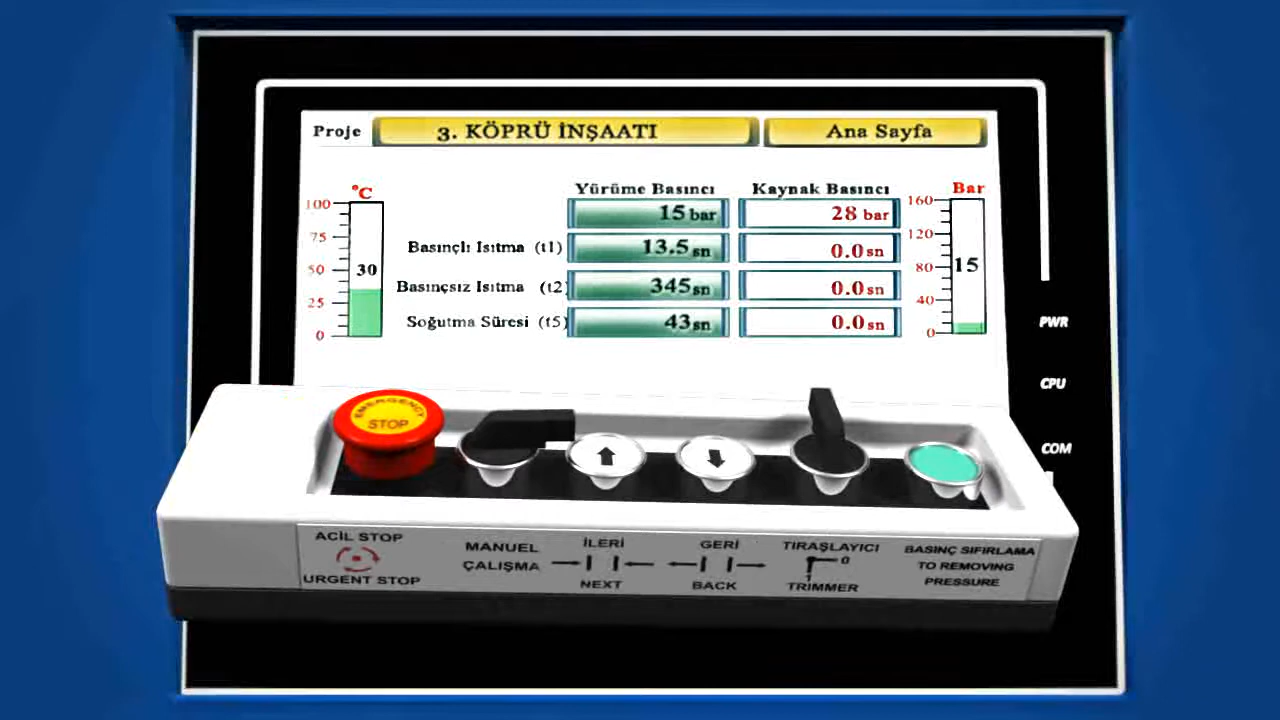 Proje 3. KÖPRÜ İNŞAATI Ana Sayfa
°C Yürüme Basıncı Kaynak Basıncı Bar
100 15 bar 28 bar 160
75 Basınçlı Isıtma (t1) 13.5 sn 0.0 sn 120
50 30 80 15
Basınçsız Isıtma (t2) 345 sn 0.0 sn
25 40
0 Soğutma Süresi (t5) 43 sn 0.0 sn 0
PWR
CPU
COM
EMERGENCY
STOP
ACİL STOP
URGENT STOP
MANUEL
ÇALIŞMA
İLERİ
NEXT
GERİ
BACK
TIRAŞLAYICI
0
1
TRIMMER
BASINÇ SIFIRLAMA
TO REMOVING
PRESSURE